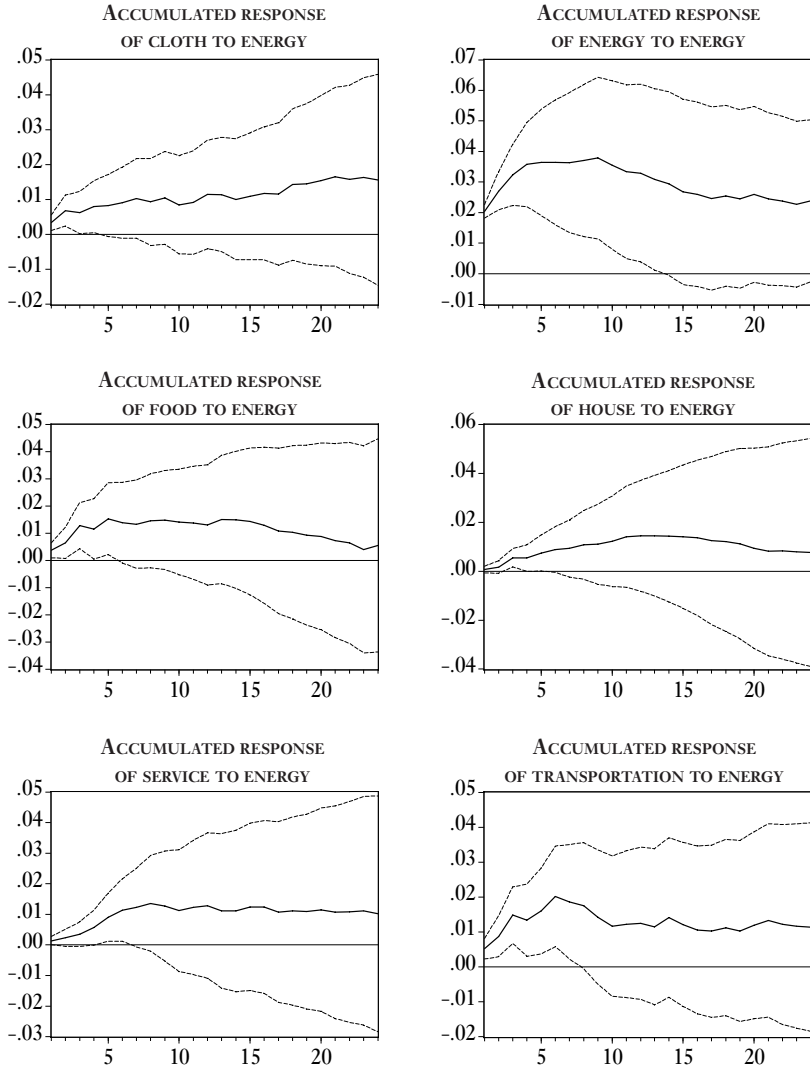 ACCUMULATED RESPONSE
OF CLOTH TO ENERGY
.05
.04
.03
.02
.01
.00
-.01
-.02
5 10 15 20
ACCUMULATED RESPONSE
OF ENERGY TO ENERGY
.07
.06
.05
.04
.03
.02
.01
.00
-.01
5 10 15 20
ACCUMULATED RESPONSE
OF FOOD TO ENERGY
.05
.04
.03
.02
.01
.00
-.01
-.02
-.03
-.04
5 10 15 20
ACCUMULATED RESPONSE
OF HOUSE TO ENERGY
.06
.04
.02
.00
-.02
-.04
5 10 15 20
ACCUMULATED RESPONSE
OF SERVICE TO ENERGY
.05
.04
.03
.02
.01
.00
-.01
-.02
-.03
5 10 15 20
ACCUMULATED RESPONSE
OF TRANSPORTATION TO ENERGY
.05
.04
.03
.02
.01
.00
-.01
-.02
5 10 15 20